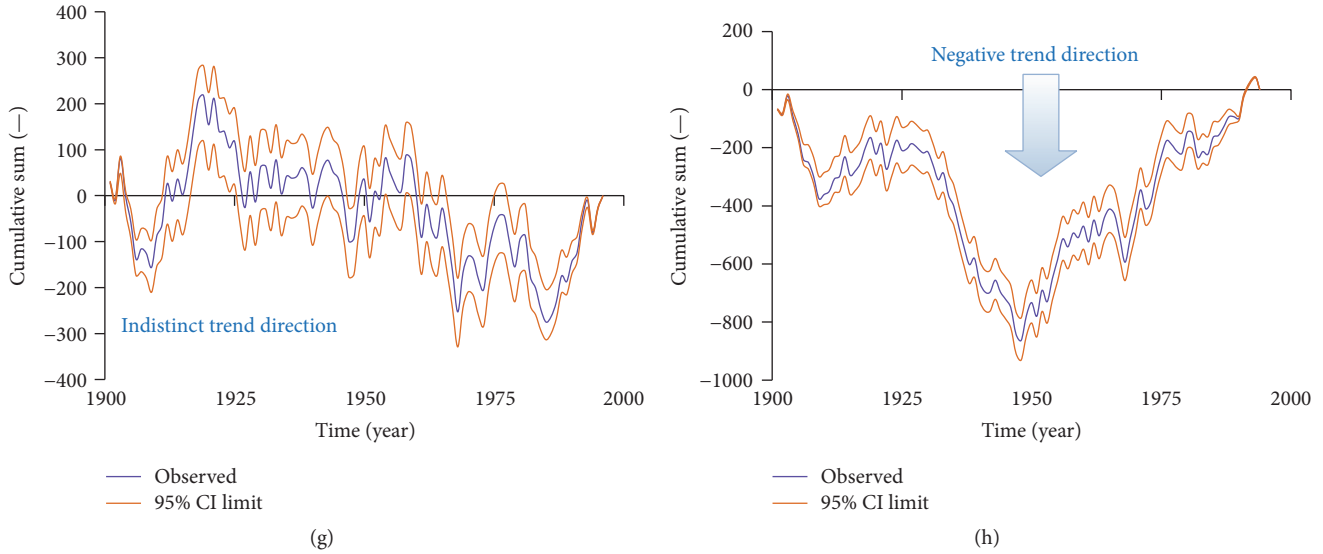 400
300
200
100
0
−100
−200
−300
−400
Cumulative sum (—)
Indistinct trend direction
1900 1925 1950 1975 2000
Time (year)
Observed
95% CI limit
(g)
200
0
−200
−400
−600
−800
−1000
Cumulative sum (—)
Negative trend direction
1900 1925 1950 1975 2000
Time (year)
Observed
95% CI limit
(h)